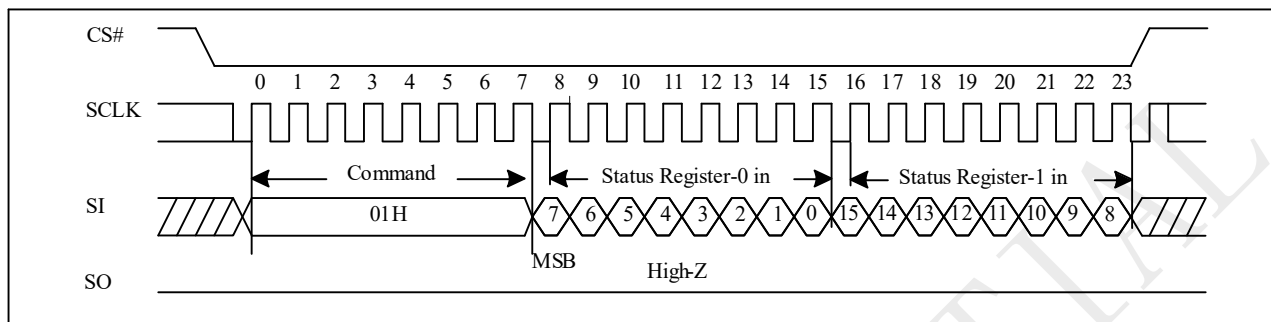 CS#
0 1 2 3 4 5 6 7 8 9 10 11 12 13 14 15 16 17 18 19 20 21 22 23
SCLK
Command Status Register-0 in Status Register-1 in
SI 01H 7 6 5 4 3 2 1 0 15 14 13 12 11 10 9 8
MSB High-Z
SO
TIAL